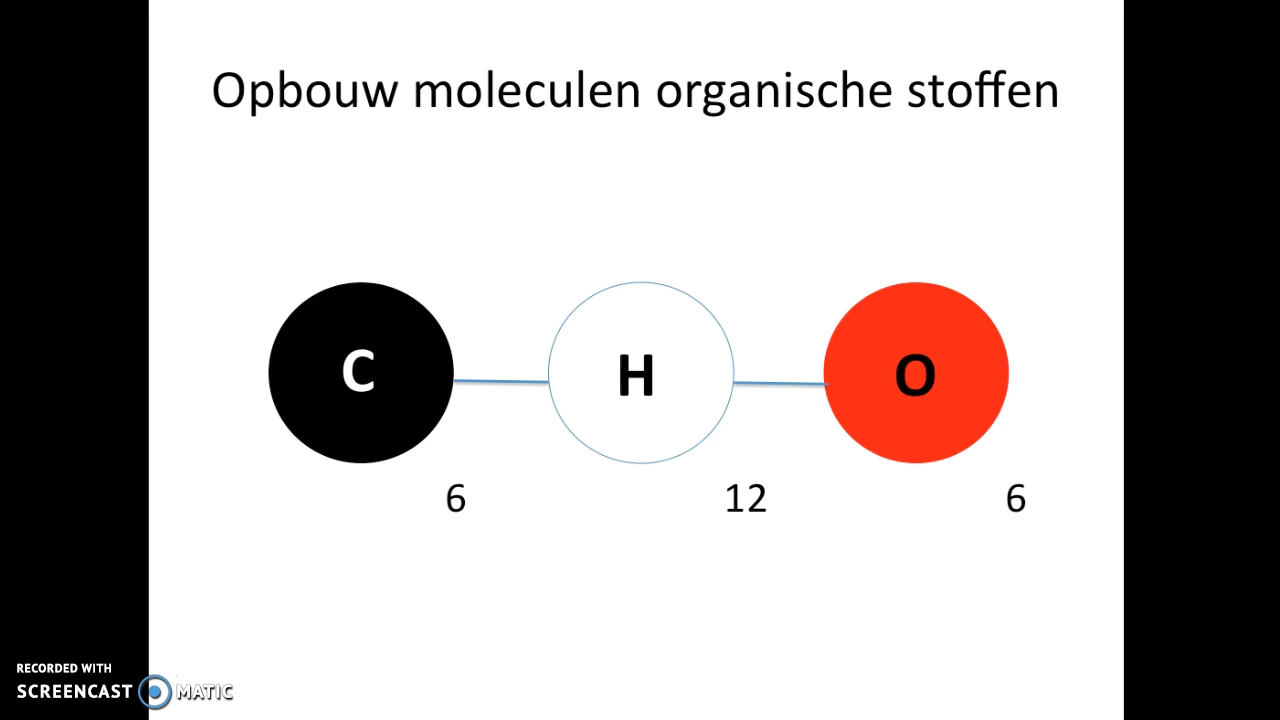 Opbouw moleculen organische stoffen
C H O
6 12 6
RECORDED WITH
SCREENCAST MATIC